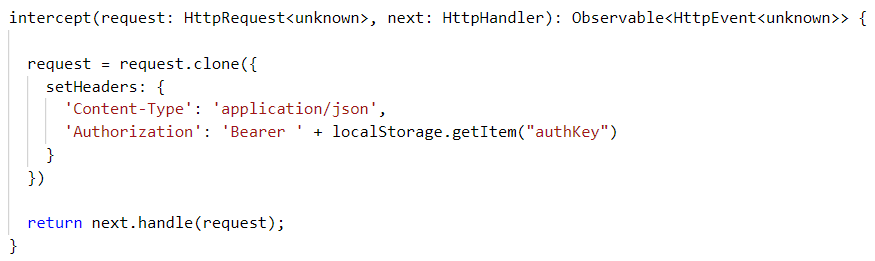 intercept(request: HttpRequest<unknown>, next: HttpHandler): Observable<HttpEvent<unknown>> {
request = request.clone({
setHeaders: {
'Content-Type': 'application/json',
'Authorization': 'Bearer ' + localStorage.getItem("authKey")
}
})
return next.handle(request);
}